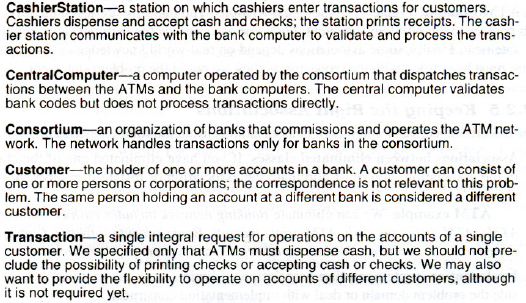 CashierStation—a station on which cashiers enter transactions for customers.
Cashiers dispense and accept cash and checks; the station prints receipts. The cash-
ier station communicates with the bank computer to validate and process the trans-
actions.
CentralComputer—a computer operated by the consortium that dispatches transac-
tions between the ATMs and the bank computers. The central computer validates
bank codes but does not process transactions directly.
Consortium—an organization of banks that commissions and operates the ATM net-
work. The network handles transactions only for banks in the consortium.
Customer—the holder of one or more accounts in a bank. A customer can consist of
one or more persons or corporations; the correspondence is not relevant to this prob-
lem. The same person holding an account at a different bank is considered a different
customer.
Transaction—a single integral request for operations on the accounts of a single
customer. We specified only that ATMs must dispense cash, but we should not pre-
clude the possibility of printing checks or accepting cash or checks. We may also
want to provide the flexibility to operate on accounts of different customers, although
it is not required yet.